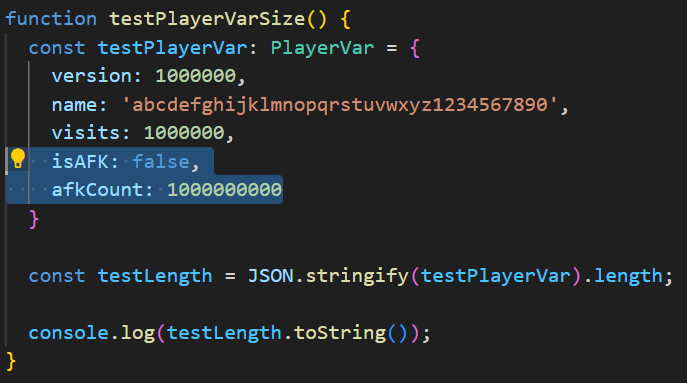 function testPlayerVarSize() {
const testPlayerVar: PlayerVar = {
version: 1000000,
name: 'abcdefghijklmnopqrstuvwxyz1234567890',
visits: 1000000,
isAFK: false,
afkCount: 1000000000
}
const testLength = JSON.stringify(testPlayerVar).length;
console.log(testLength.toString());
}